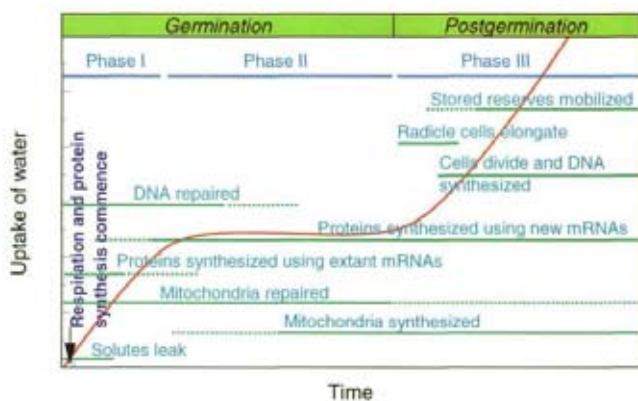 Germination Postgermination
Phase I Phase II Phase III
Stored reserves mobilized
Radicle cells elongate
Cells divide and DNA
synthesized
DNA repaired
Proteins synthesized using new mRNAs
Proteins synthesized using extant mRNAs
Mitochondria repaired
Mitochondria synthesized
Solutes leak
Respiration and protein
synthesis commence
Uptake of water
Time